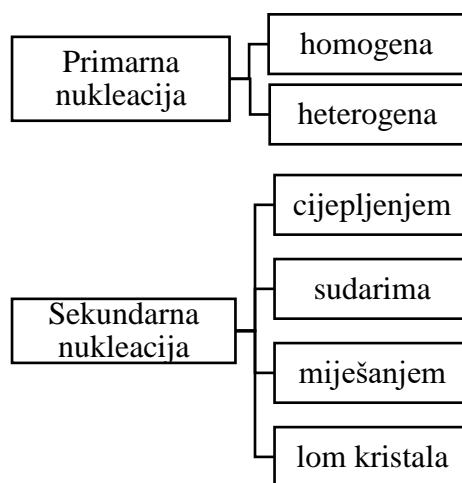 Primarna
nukleacija
homogena
heterogena
Sekundarna
nukleacija
cijepljenjem
sudarima
miješanjem
lom kristala